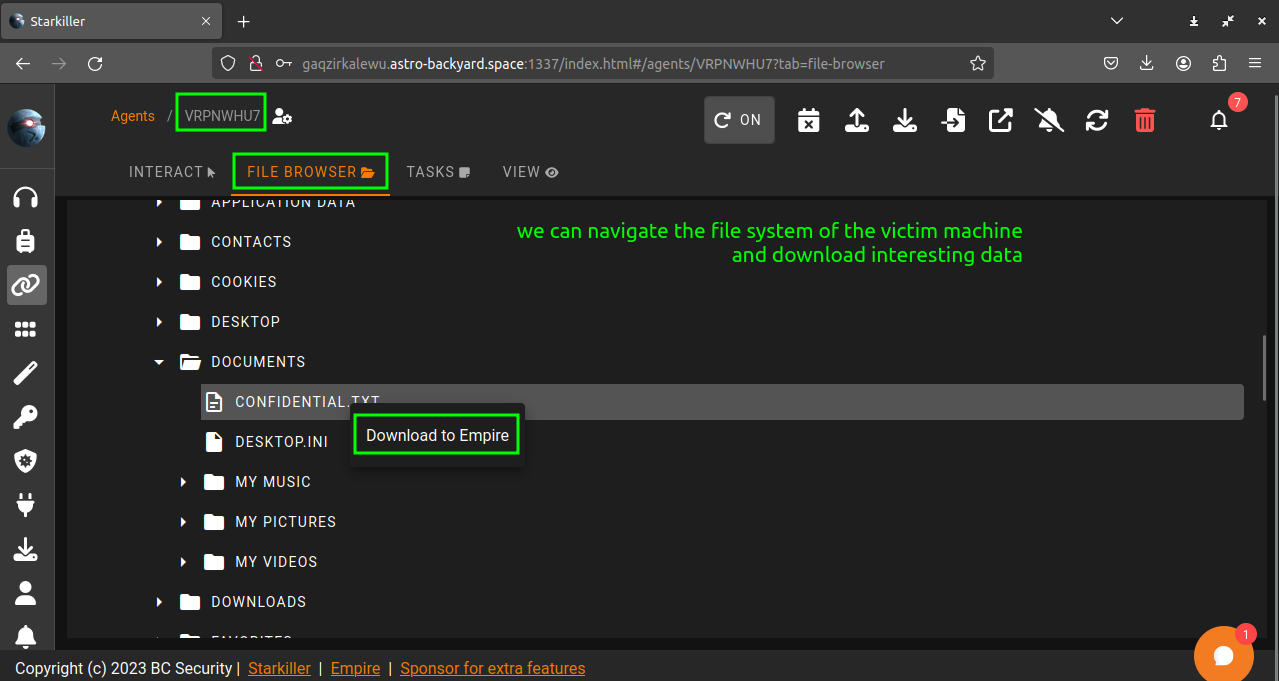 Starkiller
gaqzirkalewu.astro-backyard.space:1337/index.html#/agents/VRPNWHU7?tab=file-browser
Agents / VRPNWHU7
ON
7
INTERACT
FILE BROWSER
TASKS
VIEW
APPLICATION DATA
we can navigate the file system of the victim machine
and download interesting data
CONTACTS
COOKIES
DESKTOP
DOCUMENTS
CONFIDENTIAL.TXT
Download to Empire
DESKTOP.INI
MY MUSIC
MY PICTURES
MY VIDEOS
DOWNLOADS
FAVORITES
1
Copyright (c) 2023 BC Security | Starkiller | Empire | Sponsor for extra features